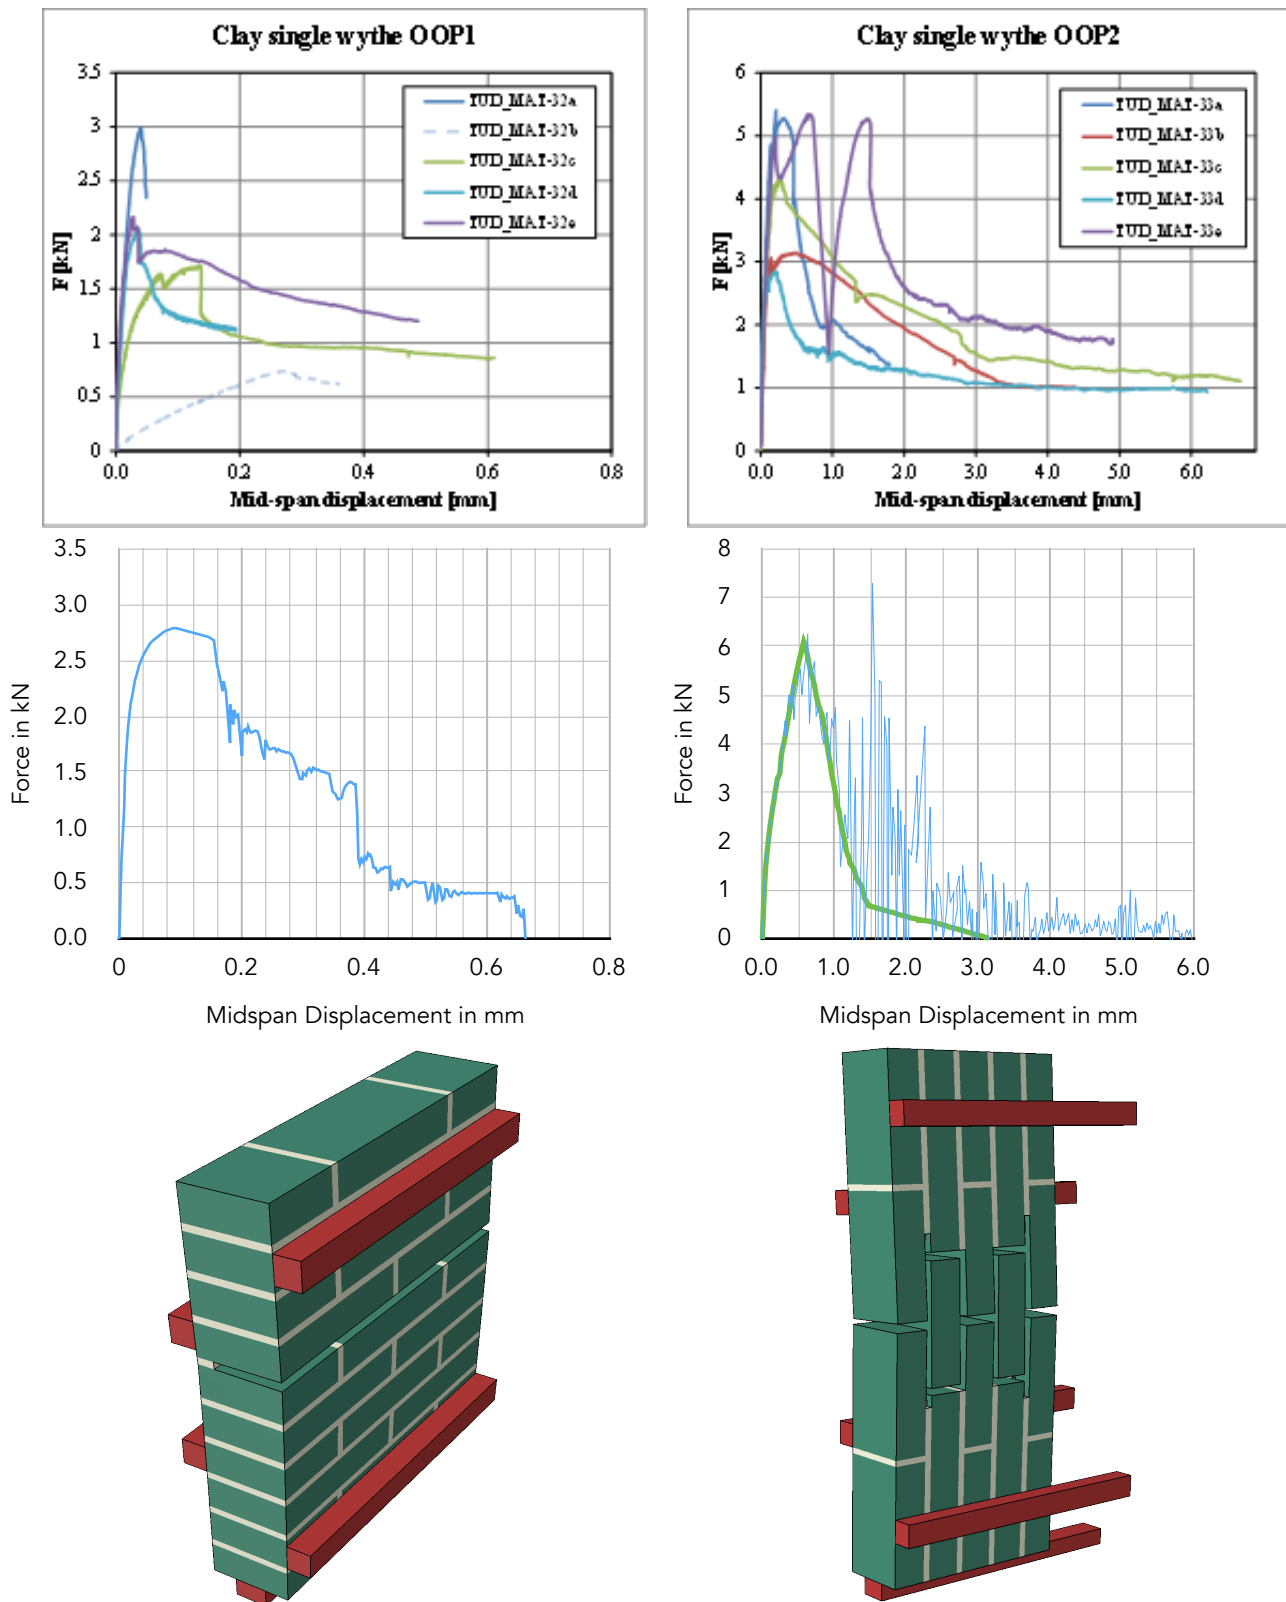 Clay single wythe OOP1
3.5
3
2.5
2
1.5
1
0.5
0
F [kN]
TUD_MAT-32a
TUD_MAT-32b
TUD_MAT-32c
TUD_MAT-32d
TUD_MAT-32e
0.0 0.2 0.4 0.6 0.8
Mid-span displacement [mm]
Clay single wythe OOP2
6
5
4
3
2
1
0
F [kN]
TUD_MAT-33a
TUD_MAT-33b
TUD_MAT-33c
TUD_MAT-33d
TUD_MAT-33e
0.0 1.0 2.0 3.0 4.0 5.0 6.0
Mid-span displacement [mm]
3.5
3.0
2.5
2.0
1.5
1.0
0.5
0.0
Force in kN
0 0.2 0.4 0.6 0.8
Midspan Displacement in mm
8
7
6
5
4
3
2
1
0
Force in kN
0.0 1.0 2.0 3.0 4.0 5.0 6.0
Midspan Displacement in mm